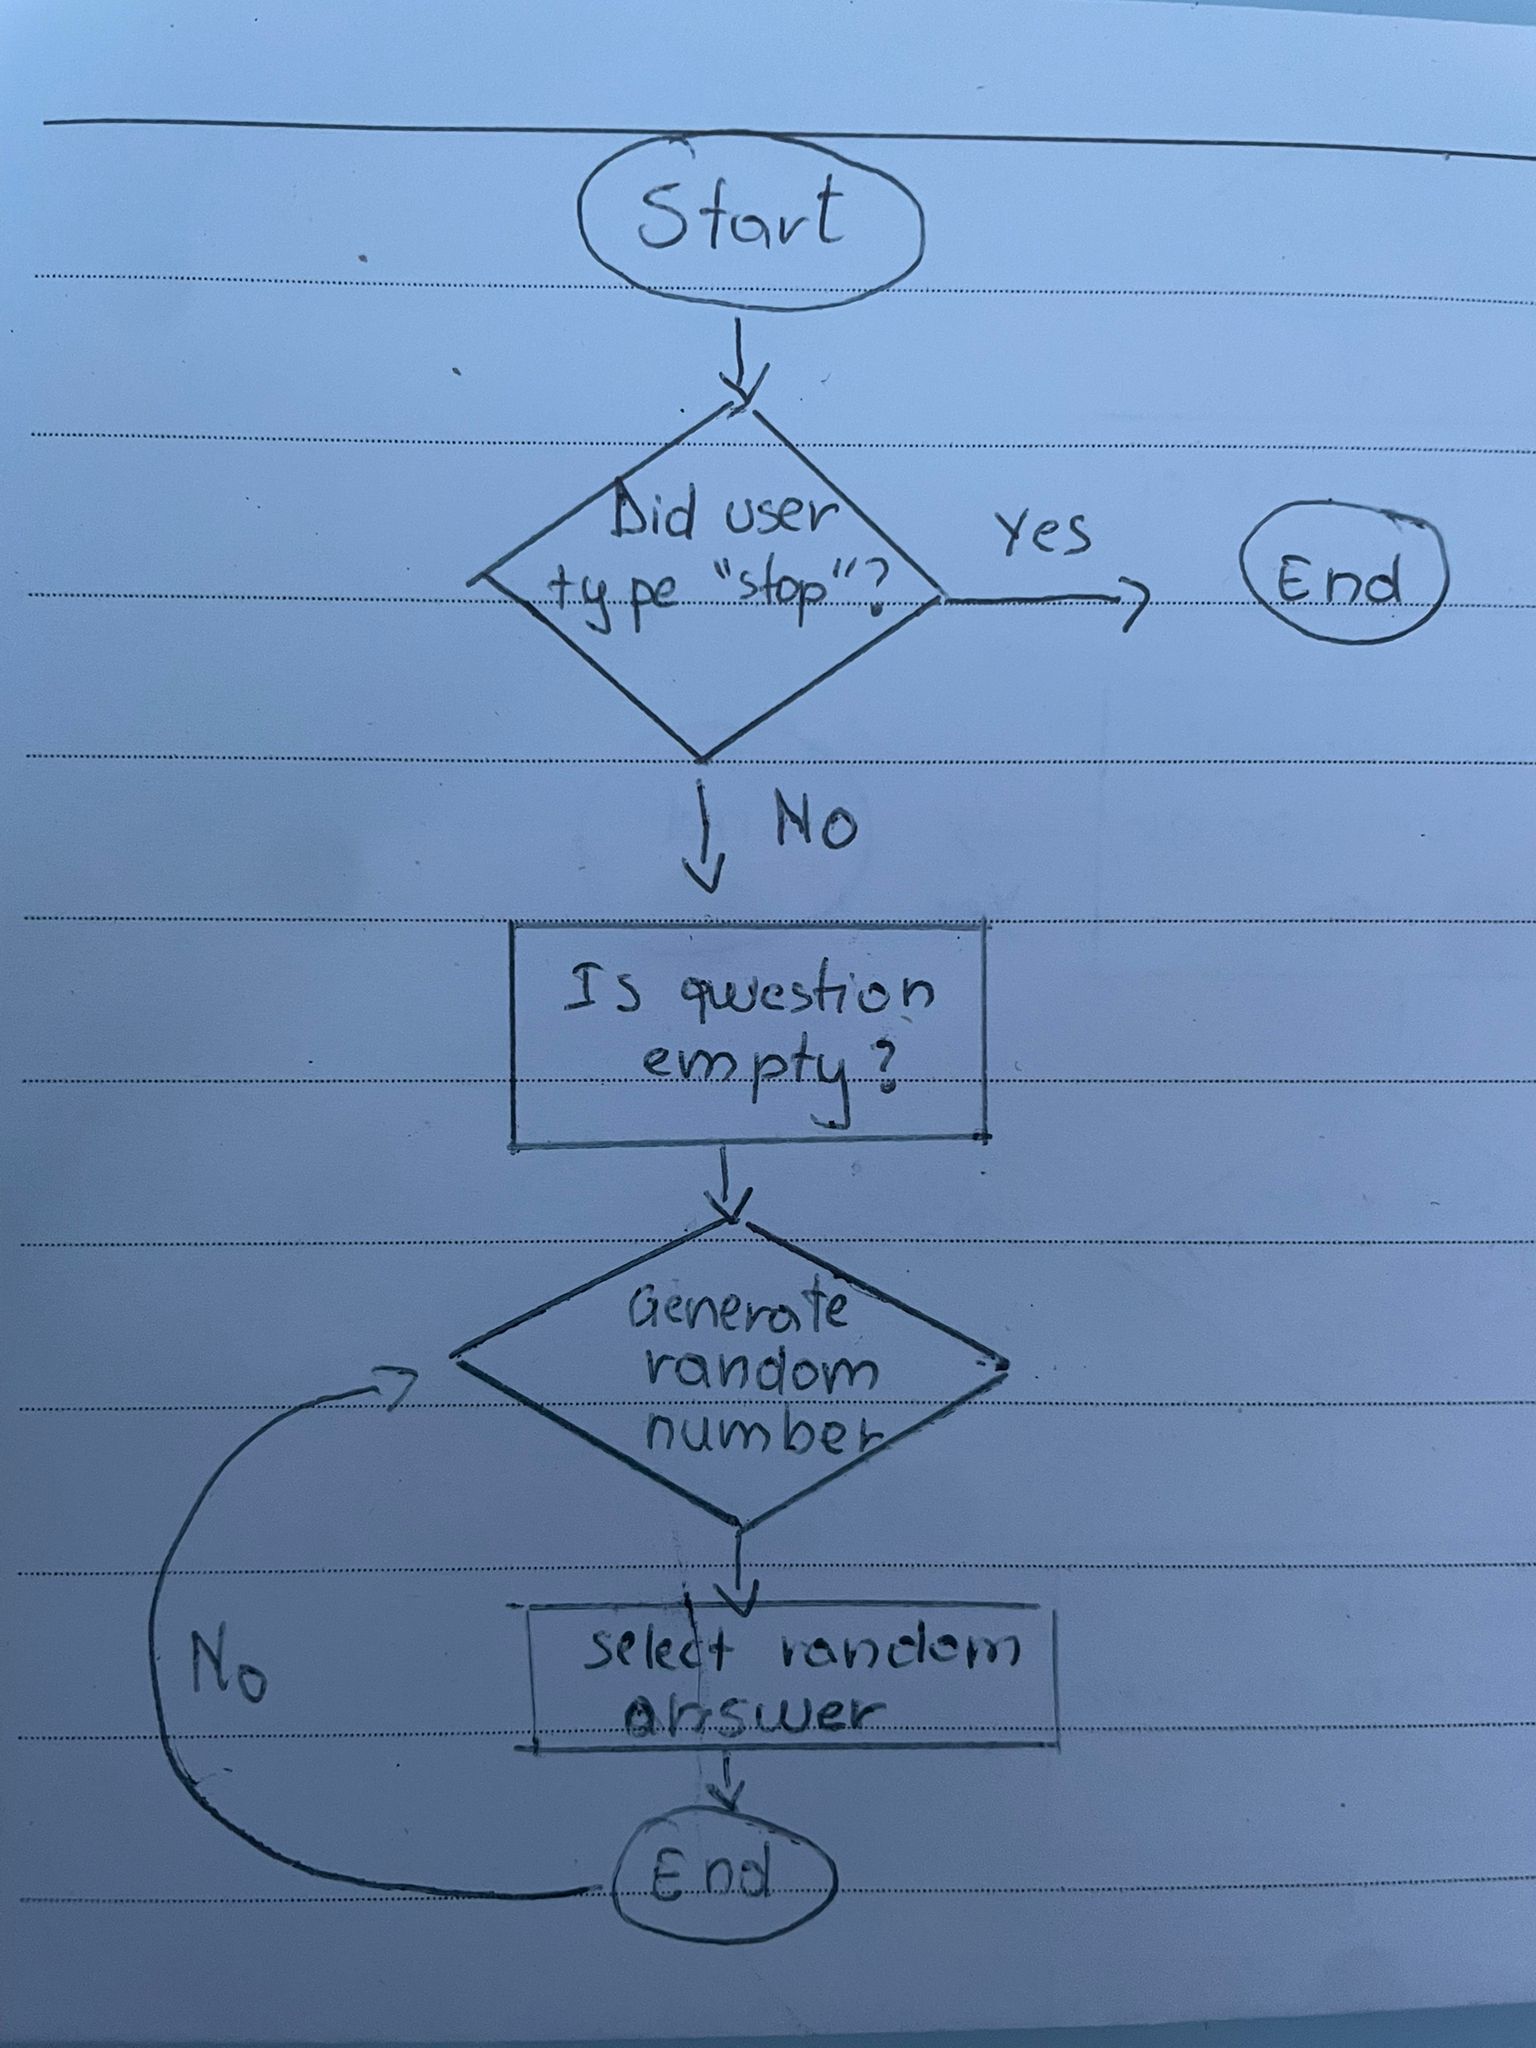 Start
Did user
type "stop"?
Yes
End
No
Is question
empty?
Generate
random
number
select random
answer
No
End